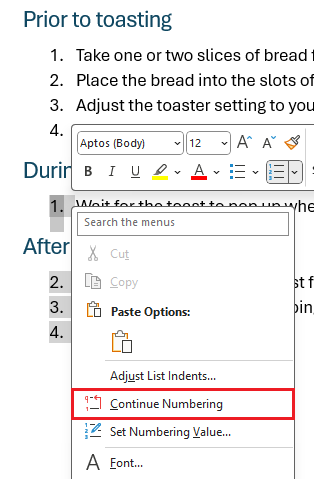 Prior to toasting
1. Take one or two slices of bread
2. Place the bread into the slots of
3. Adjust the toaster setting to you
4.
Aptos (Body) 12 A A
B I U A
Durin
1. Wait for the toast to pop up whe
Search the menus
After
Cut
2. st f
Copy
3. pin
Paste Options:
4.
Adjust List Indents...
Continue Numbering
Set Numbering Value...
A Font...